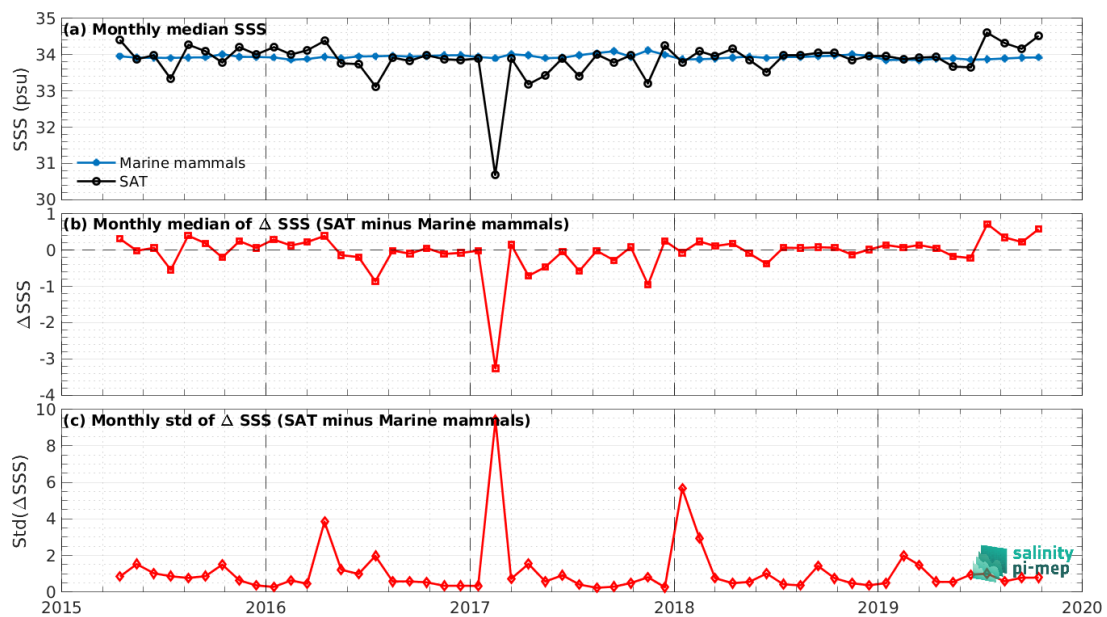 (a) Monthly median SSS
35
34
33
32
31
30
SSS (psu)
Marine mammals
SAT
(b) Monthly median of Δ SSS (SAT minus Marine mammals)
1
0
-1
-2
-3
-4
ΔSSS
(c) Monthly std of Δ SSS (SAT minus Marine mammals)
10
8
6
4
2
0
Std(ΔSSS)
salinity
pi-mep
2015 2016 2017 2018 2019 2020